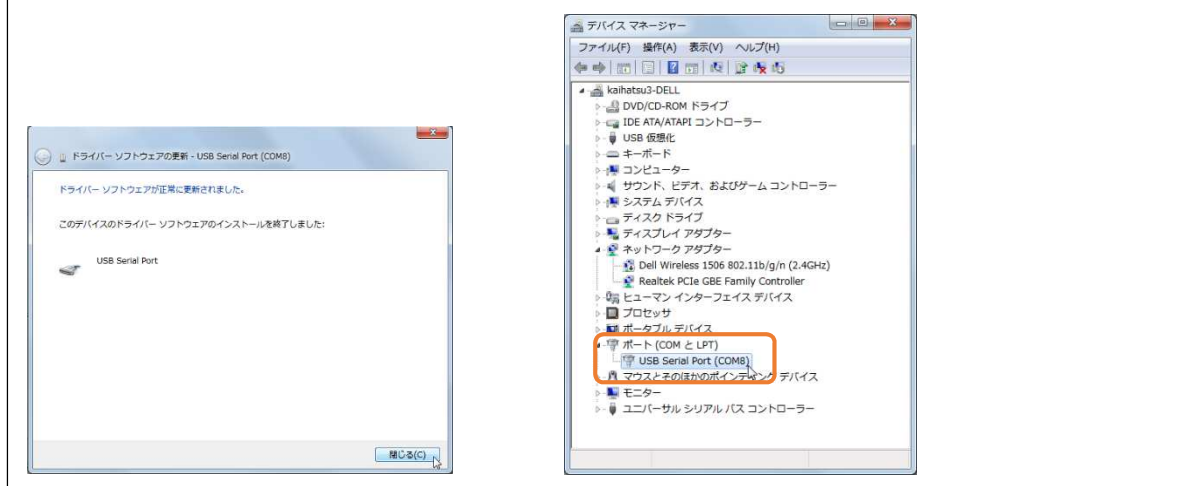 ドライバー ソフトウェアの更新 - USB Serial Port (COM8)
ドライバー ソフトウェアが正常に更新されました。
このデバイスのドライバー ソフトウェアのインストールを終了しました:
USB Serial Port
閉じる(C)
デバイス マネージャー
ファイル(F) 操作(A) 表示(V) ヘルプ(H)
kaihatsu3-DELL
DVD/CD-ROM ドライブ
IDE ATA/ATAPI コントローラー
USB 仮想化
キーボード
コンピューター
サウンド、ビデオ、およびゲーム コントローラー
システム デバイス
ディスク ドライブ
ディスプレイ アダプター
ネットワーク アダプター
Dell Wireless 1506 802.11b/g/n (2.4GHz)
Realtek PCIe GBE Family Controller
ヒューマン インターフェイス デバイス
プロセッサ
ポータブル デバイス
ポート (COM と LPT)
USB Serial Port (COM8)
マウスとそのほかのポインティング デバイス
モニター
ユニバーサル シリアル バス コントローラー